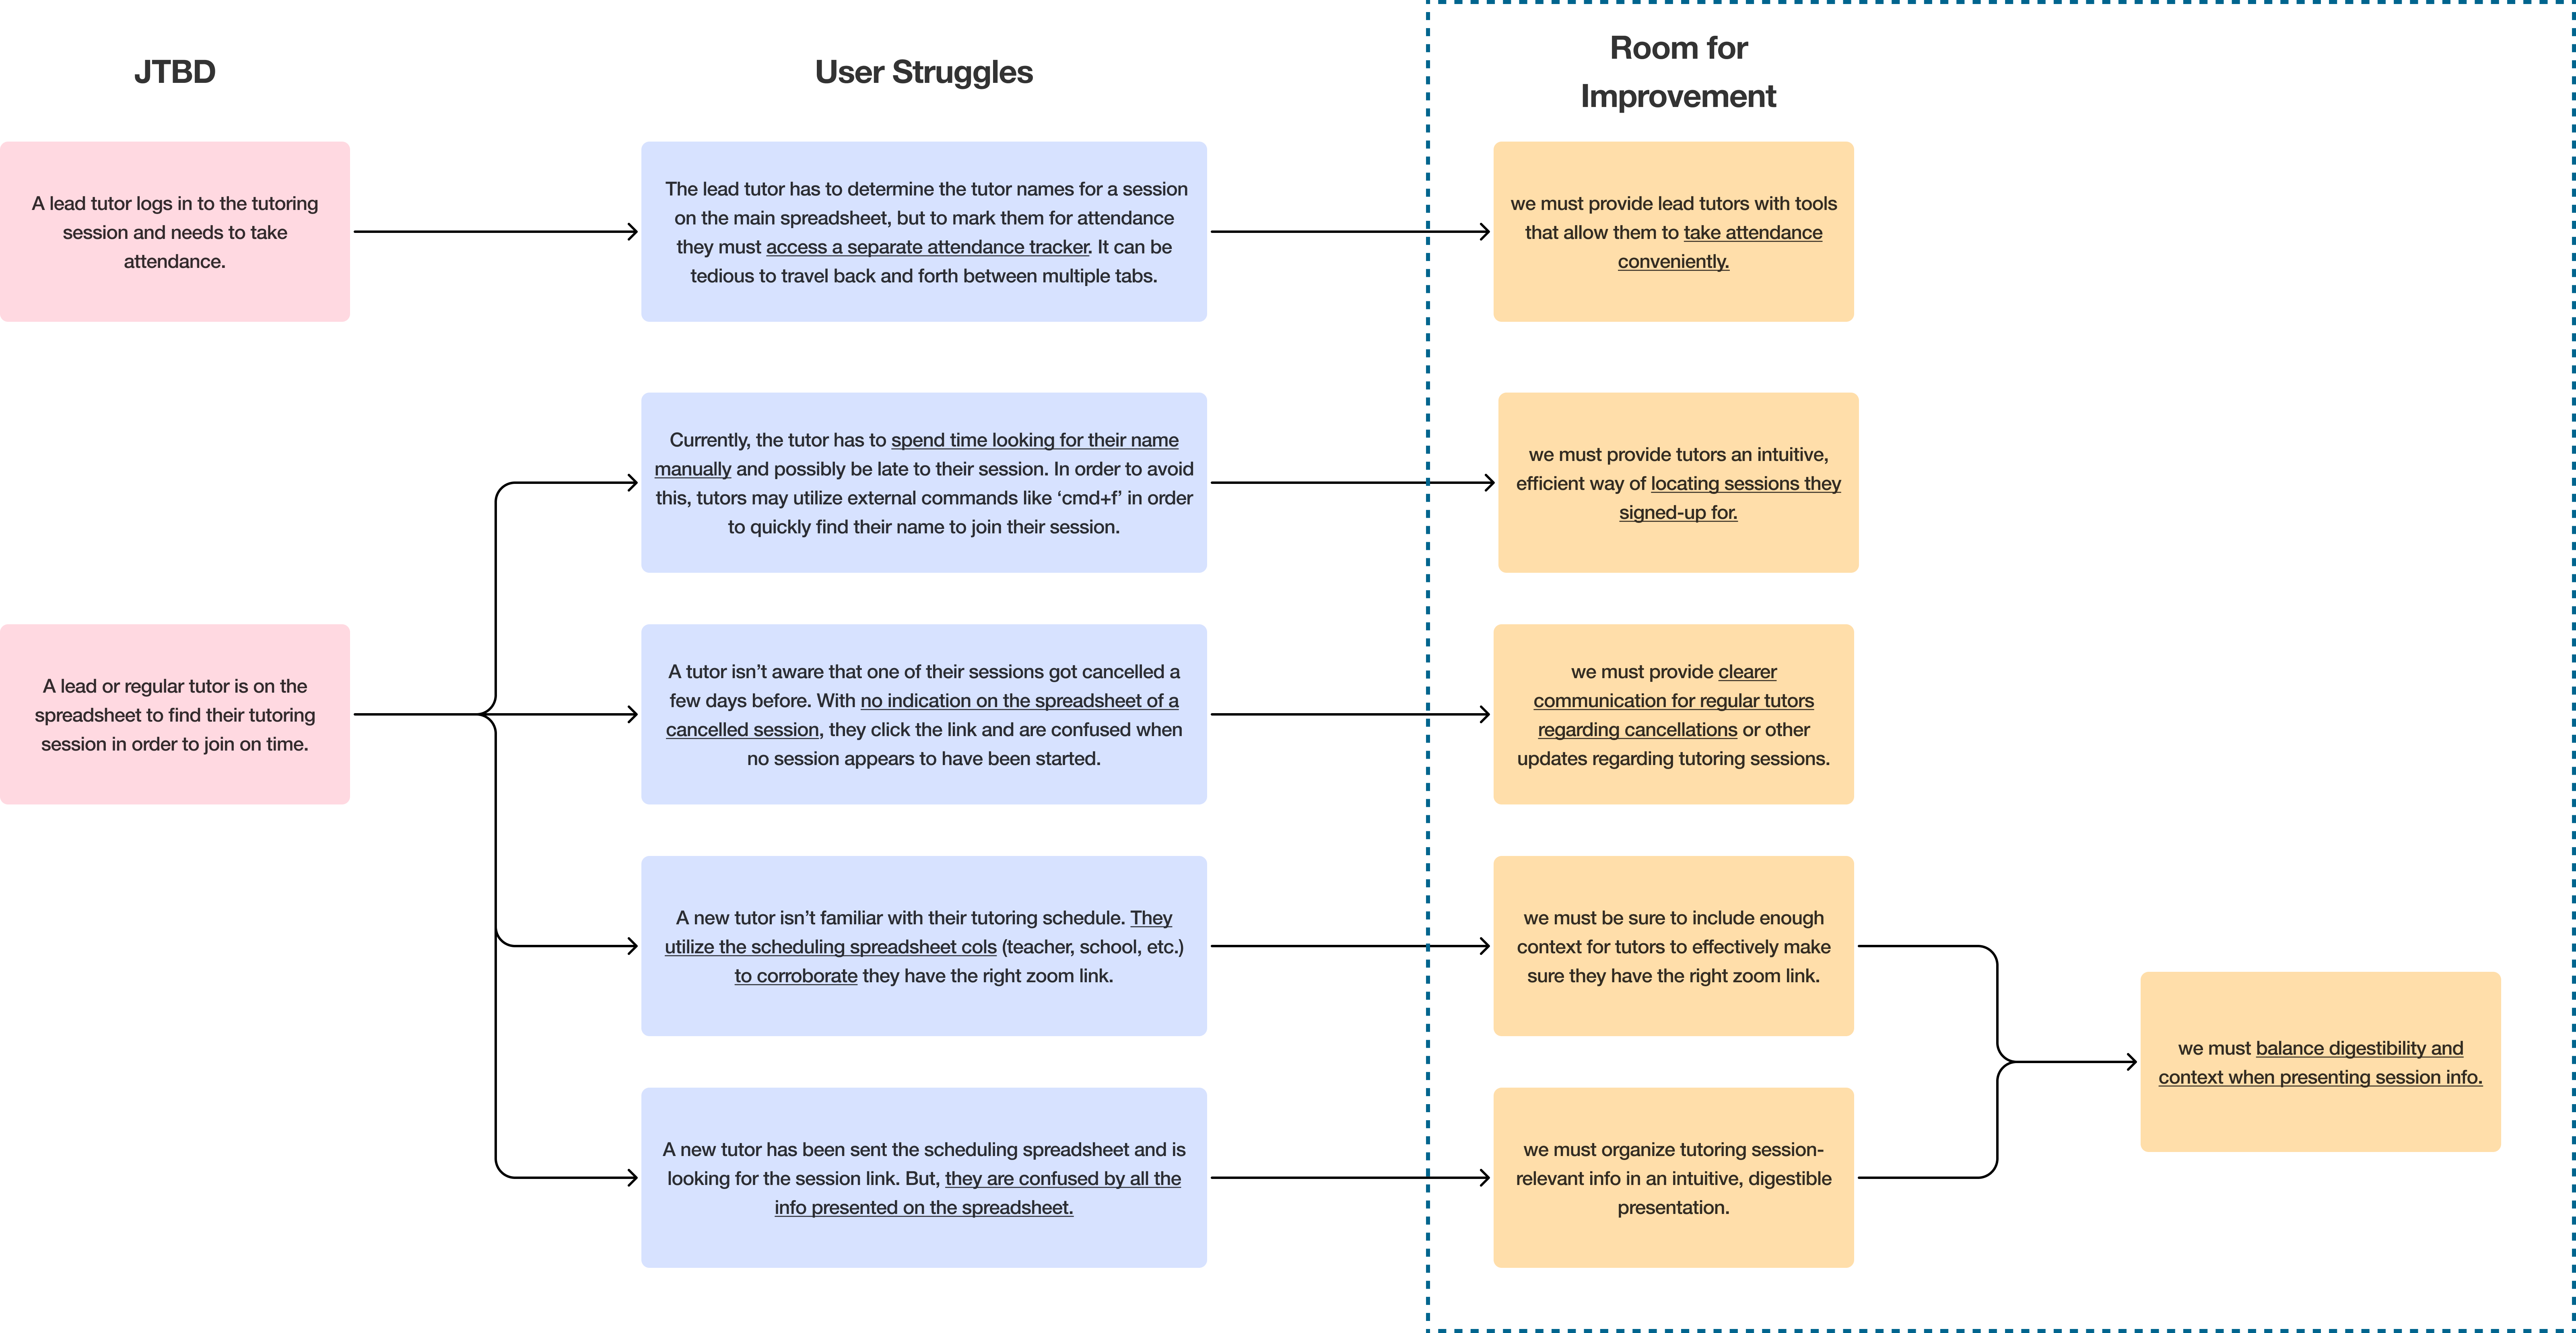 JTBD
User Struggles
Room for
Improvement
A lead tutor logs in to the tutoring
session and needs to take
attendance.
The lead tutor has to determine the tutor names for a session
on the main spreadsheet, but to mark them for attendance
they must access a separate attendance tracker. It can be
tedious to travel back and forth between multiple tabs.
we must provide lead tutors with tools
that allow them to take attendance
conveniently.
Currently, the tutor has to spend time looking for their name
manually and possibly be late to their session. In order to avoid
this, tutors may utilize external commands like ‘cmd+f’ in order
to quickly find their name to join their session.
we must provide tutors an intuitive,
efficient way of locating sessions they
signed-up for.
A lead or regular tutor is on the
spreadsheet to find their tutoring
session in order to join on time.
A tutor isn’t aware that one of their sessions got cancelled a
few days before. With no indication on the spreadsheet of a
cancelled session, they click the link and are confused when
no session appears to have been started.
we must provide clearer
communication for regular tutors
regarding cancellations or other
updates regarding tutoring sessions.
A new tutor isn’t familiar with their tutoring schedule. They
utilize the scheduling spreadsheet cols (teacher, school, etc.)
to corroborate they have the right zoom link.
we must be sure to include enough
context for tutors to effectively make
sure they have the right zoom link.
A new tutor has been sent the scheduling spreadsheet and is
looking for the session link. But, they are confused by all the
info presented on the spreadsheet.
we must organize tutoring session-
relevant info in an intuitive, digestible
presentation.
we must balance digestibility and
context when presenting session info.